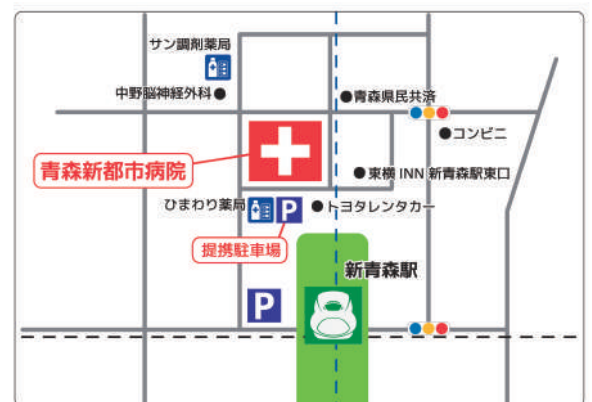 サン調剤薬局
中野脳神経外科●
●青森県民共済
●コンビニ
青森新都市病院
●東横 INN 新青森駅東口
ひまわり薬局
P
●トヨタレンタカー
提携駐車場
新青森駅
P